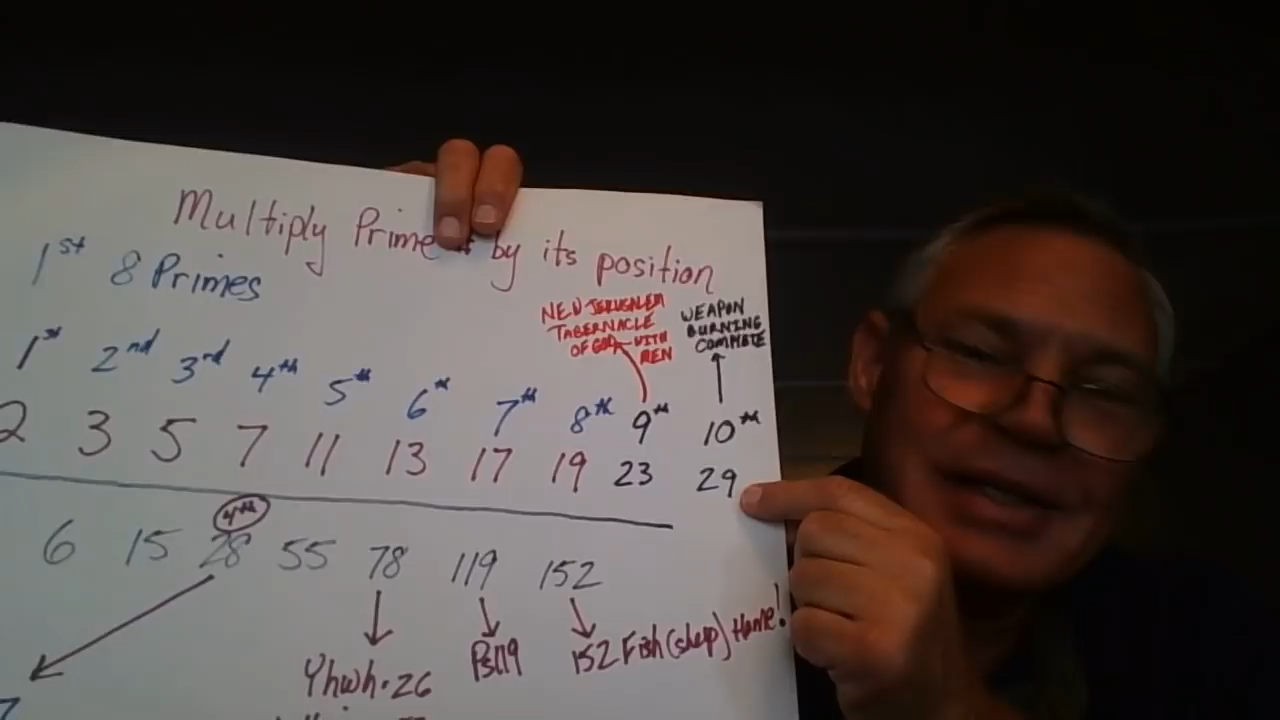 Multiply Prime # by its position
1st 8 Primes
NEW JERUSALEM
TABERNACLE
OF GOD WITH
MEN
WEAPON
BURNING
COMPLETE
1st 2nd 3rd 4th 5th 6th 7th 8th 9th 10th
2 3 5 7 11 13 17 19 23 29
4th
6 15 28 55 78 119 152
Yhwh·26
Ps119
152 Fish (sheep) Home!
7